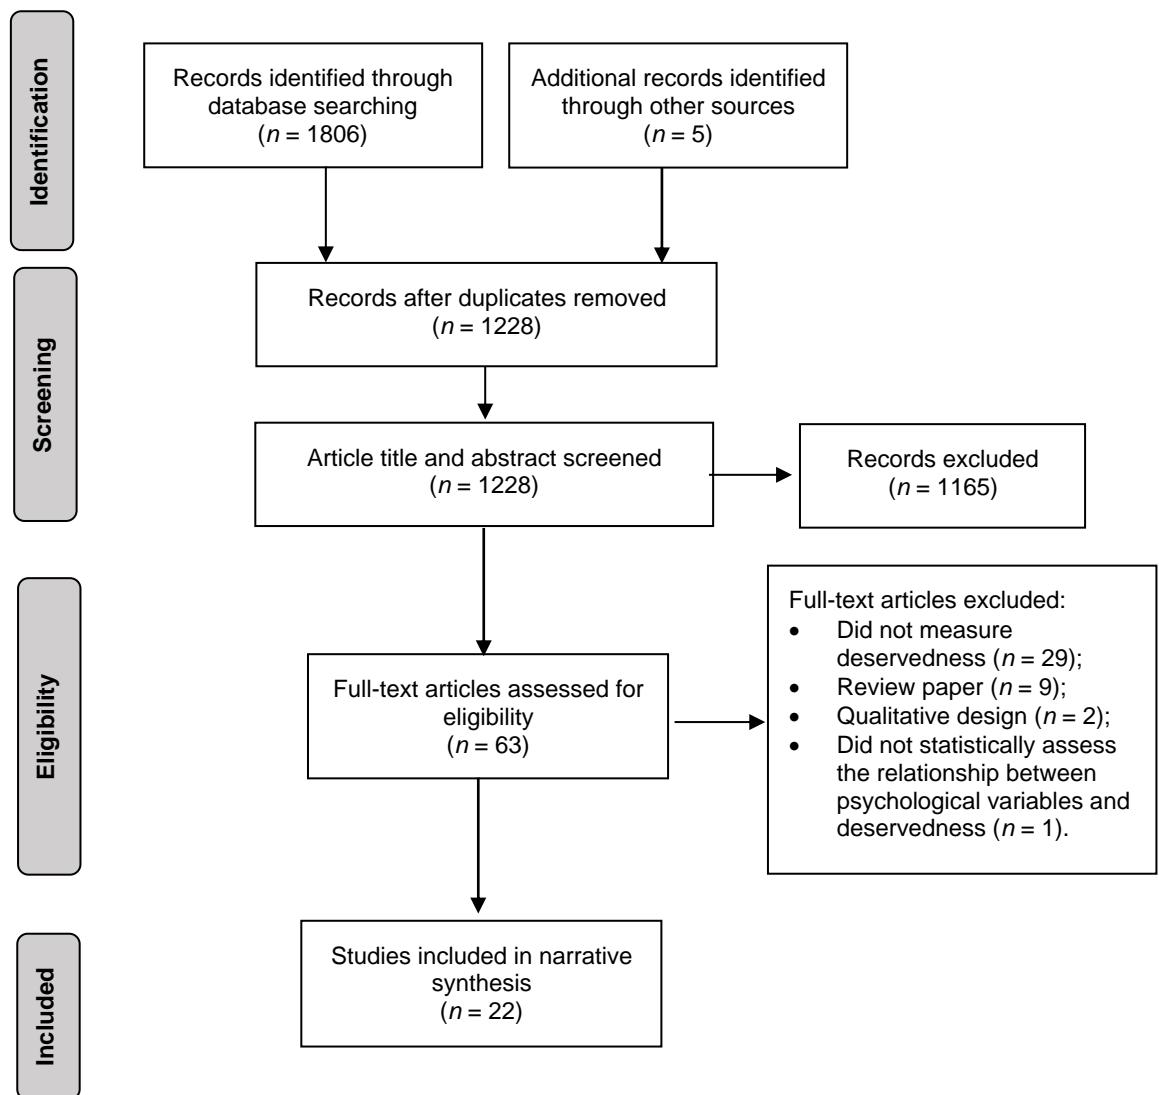 Identification
Records identified through
database searching
(n = 1806)
Additional records identified
through other sources
(n = 5)
Screening
Records after duplicates removed
(n = 1228)
Article title and abstract screened
(n = 1228)
Records excluded
(n = 1165)
Eligibility
Full-text articles assessed for
eligibility
(n = 63)
Full-text articles excluded:
• Did not measure
deservedness (n = 29);
• Review paper (n = 9);
• Qualitative design (n = 2);
• Did not statistically assess
the relationship between
psychological variables and
deservedness (n = 1).
Included
Studies included in narrative
synthesis
(n = 22)